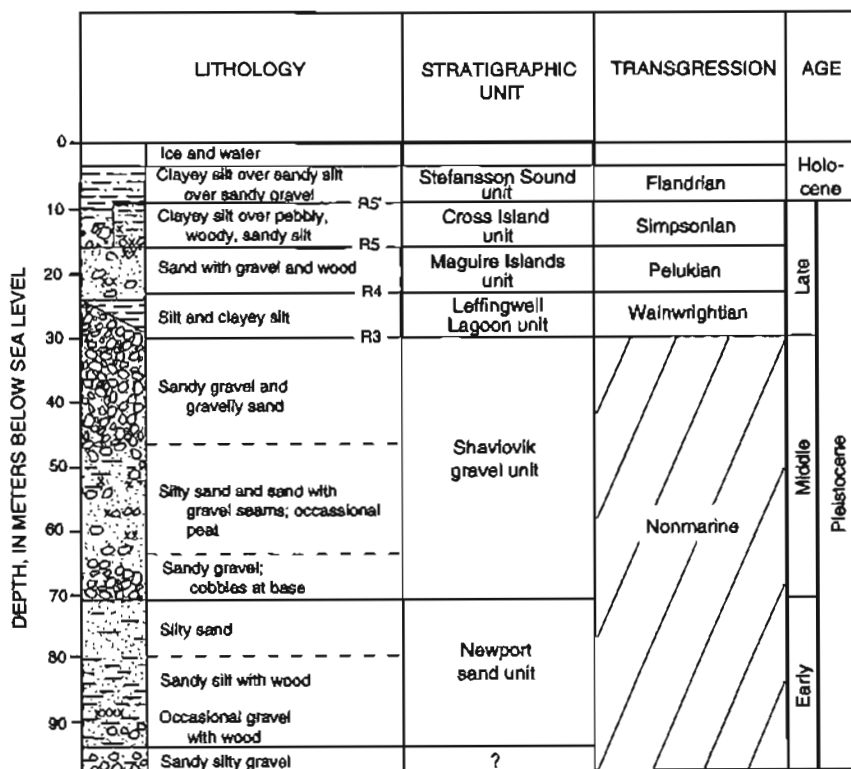 LITHOLOGY
STRATIGRAPHIC
UNIT
TRANSGRESSION
AGE
DEPTH, IN METERS BELOW SEA LEVEL
0
10
20
30
40
50
60
70
80
90
Ice and water
Clayey silt over sandy silt
over sandy gravel
R5'
Stefansson Sound
unit
Flandrian
Holo-
cene
Clayey silt over pebbly,
woody, sandy silt
R5
Cross Island
unit
Simpsonian
Sand with gravel and wood
R4
Maguire Islands
unit
Pelukian
Silt and clayey silt
R3
Leffingwell
Lagoon unit
Wainwrightian
Late
Sandy gravel and
gravelly sand
Silty sand and sand with
gravel seams; occassional
peat
Sandy gravel;
cobbles at base
Shaviovik
gravel unit
Nonmarine
Middle
Pleistocene
Silty sand
Sandy silt with wood
Occasional gravel
with wood
Newport
sand unit
Early
Sandy silty gravel
?